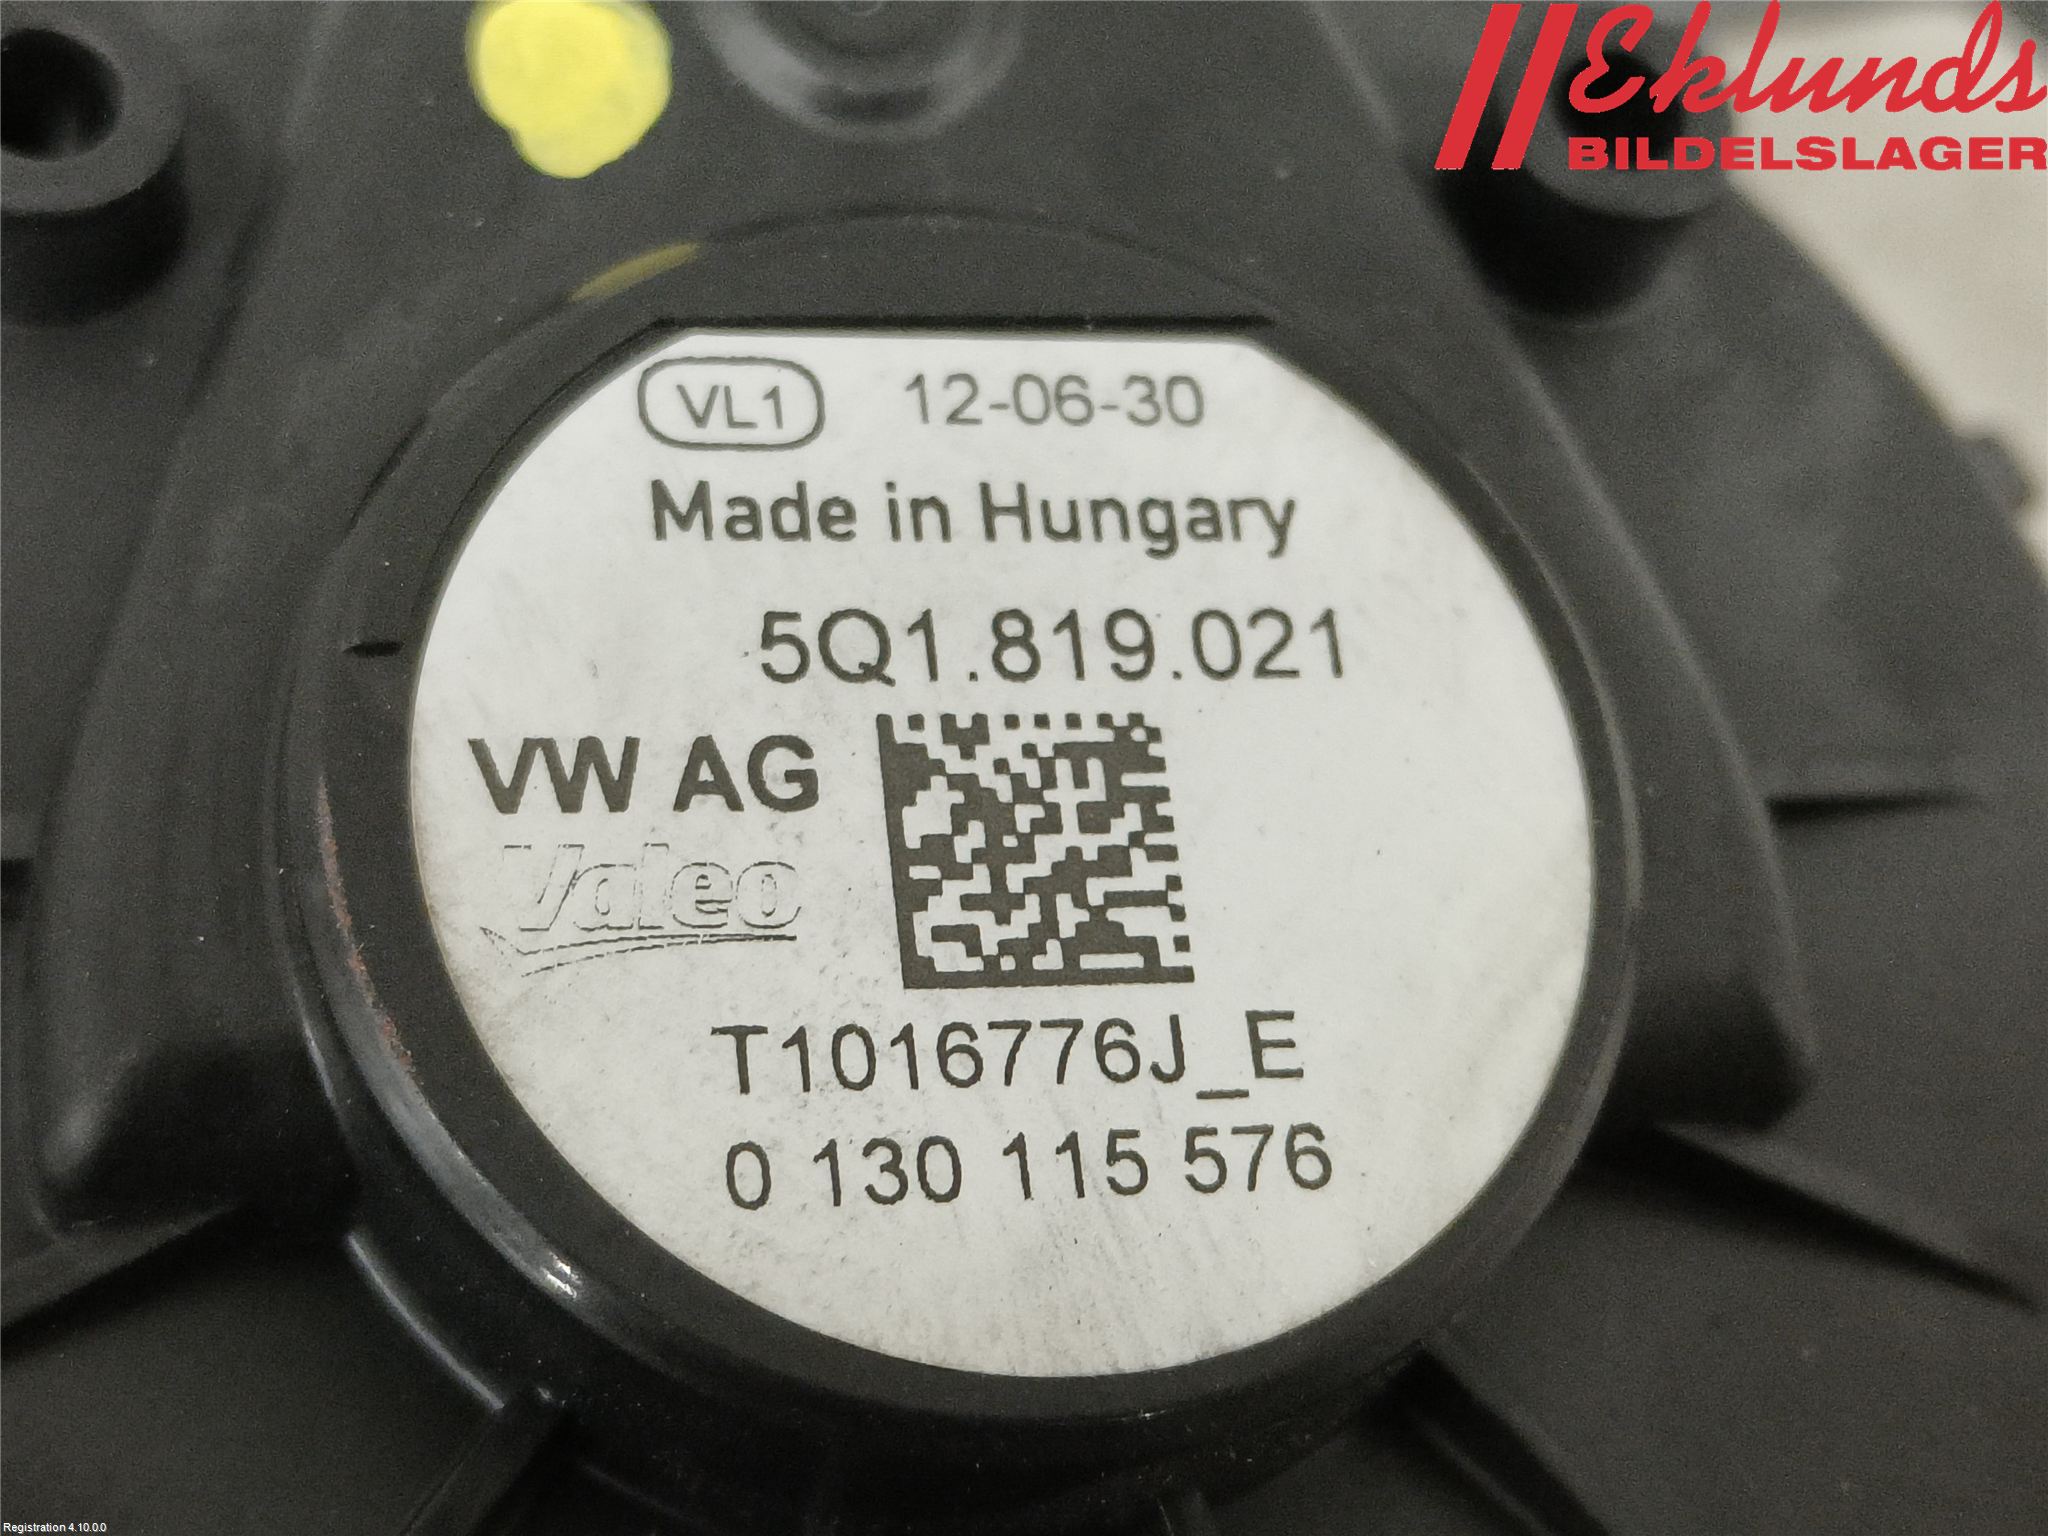 Eklunds
BILDELSLAGER
VL1 12-06-30
Made in Hungary
5Q1.819.021
VW AG
Valeo
T1016776J_E
0 130 115 576
Registration 4.10.0.0